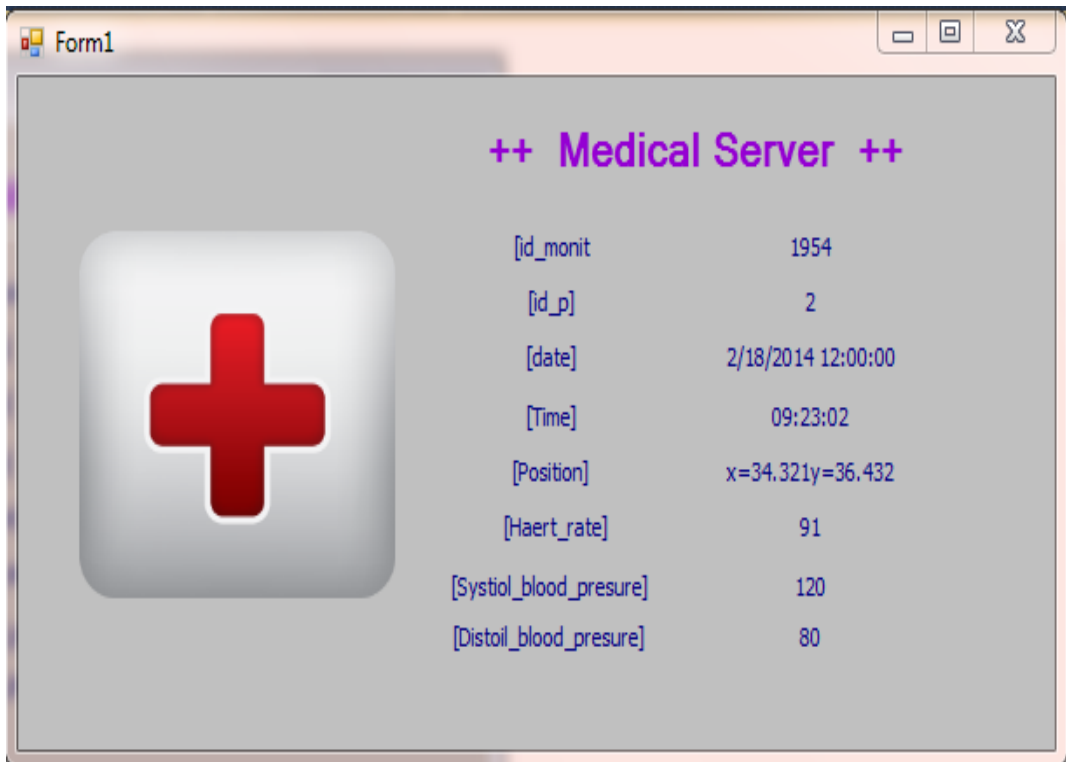 Form1
++ Medical Server ++
[id_monit 1954
[id_p] 2
[date] 2/18/2014 12:00:00
[Time] 09:23:02
[Position] x=34.321y=36.432
[Haert_rate] 91
[Systiol_blood_presure] 120
[Distoil_blood_presure] 80